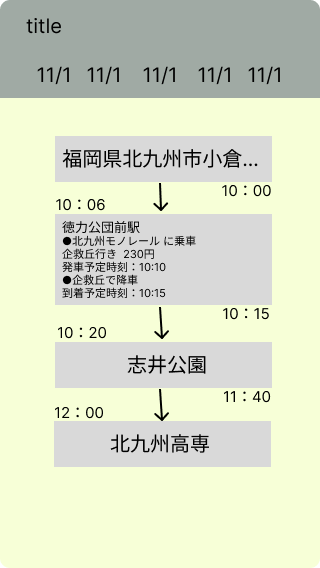 title
11/1 11/1 11/1 11/1 11/1
福岡県北九州市小倉...
10：00
10：06
徳力公団前駅
●北九州モノレール に乗車
企救丘行き 230円
発車予定時刻：10:10
●企救丘で降車
到着予定時刻：10:15
10：15
10：20
志井公園
11：40
12：00
北九州高専